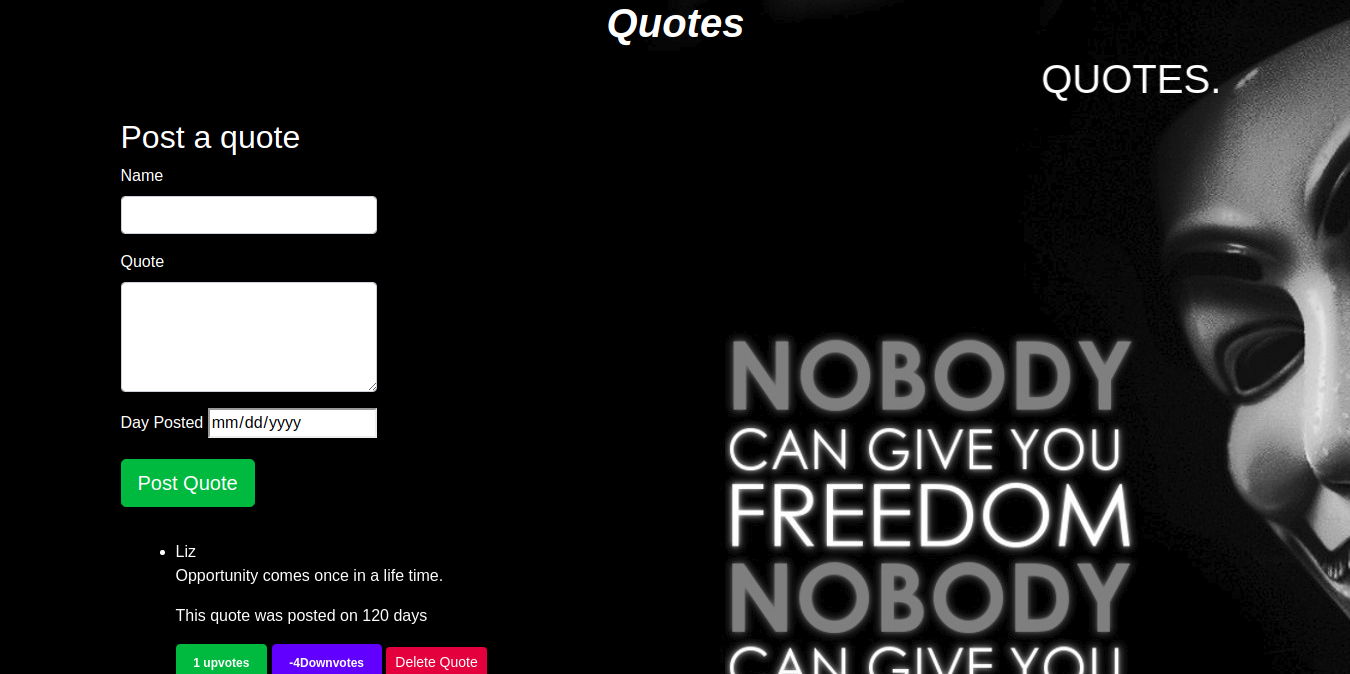 Quotes
QUOTES.
Post a quote
Name
Quote
Day Posted mm/dd/yyyy
Post Quote
Liz
Opportunity comes once in a life time.
This quote was posted on 120 days
1 upvotes -4Downvotes Delete Quote
NOBODY
CAN GIVE YOU
FREEDOM
NOBODY
CAN GIVE YOU